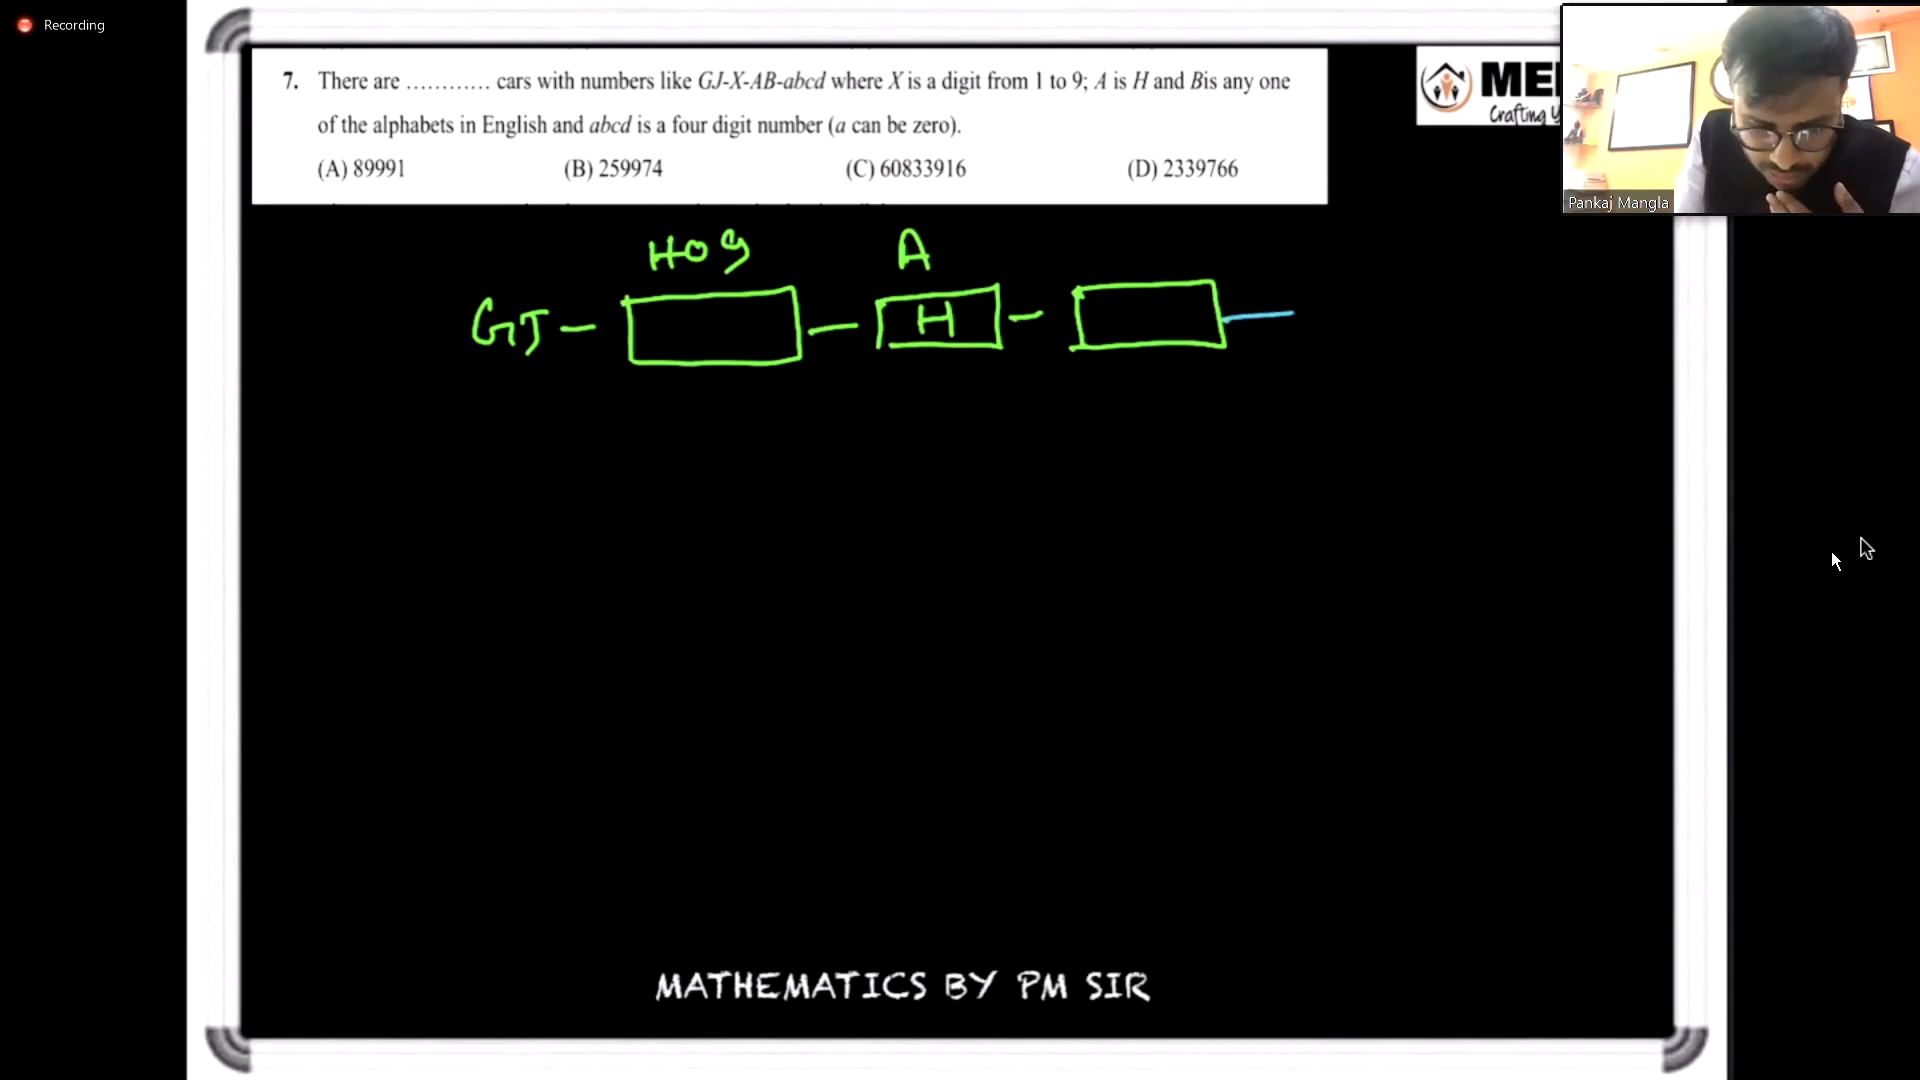 Recording
7. There are ............ cars with numbers like GJ-X-AB-abcd where X is a digit from 1 to 9; A is H and Bis any one
of the alphabets in English and abcd is a four digit number (a can be zero).
(A) 89991 (B) 259974 (C) 60833916 (D) 2339766
ME
Crafting
Pankaj Mangla
A
GJ - - H -
MATHEMATICS BY PM SIR